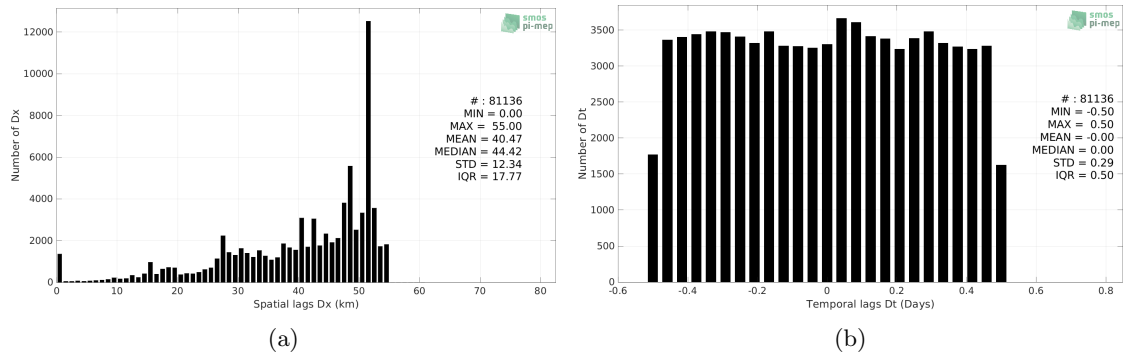 smos
pi-mep
12000
10000
8000
6000
4000
2000
0
Number of Dx
# : 81136
MIN = 0.00
MAX = 55.00
MEAN = 40.47
MEDIAN = 44.42
STD = 12.34
IQR = 17.77
0 10 20 30 40 50 60 70 80
Spatial lags Dx (km)
(a)
smos
pi-mep
3500
3000
2500
2000
1500
1000
500
0
Number of Dt
# : 81136
MIN = -0.50
MAX = 0.50
MEAN = -0.00
MEDIAN = 0.00
STD = 0.29
IQR = 0.50
-0.6 -0.4 -0.2 0 0.2 0.4 0.6 0.8
Temporal lags Dt (Days)
(b)